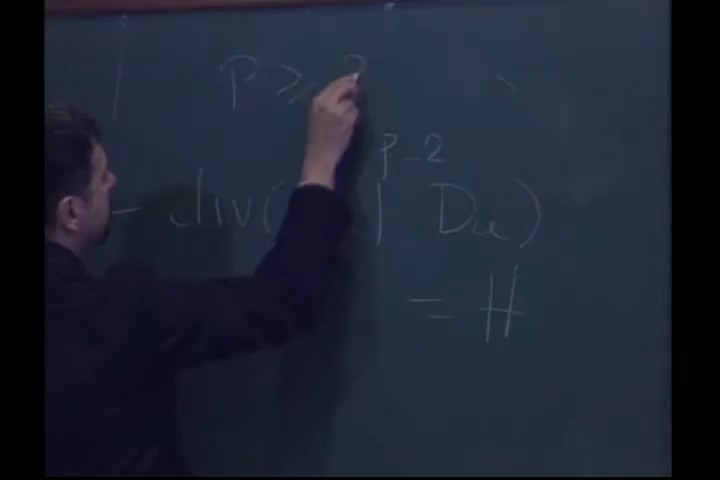 p ≥ 2
p-2
- div( | Du)
= H